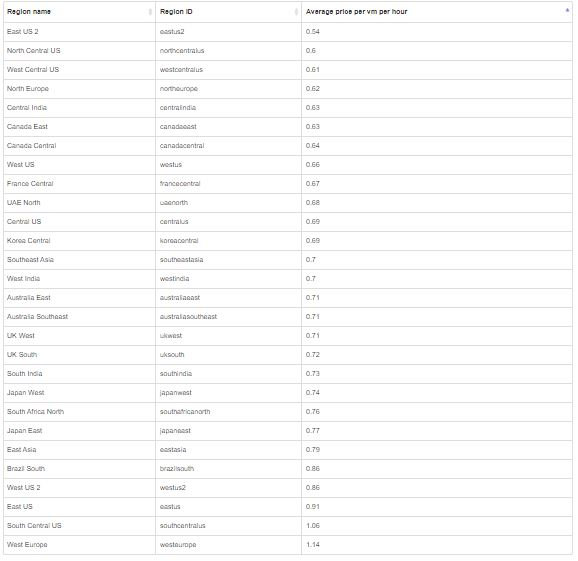 Region name Region ID Average price per vm per hour
East US 2 eastus2 0.54
North Central US northcentralus 0.6
West Central US westcentralus 0.61
North Europe northeurope 0.62
Central India centralindia 0.63
Canada East canadaeast 0.63
Canada Central canadacentral 0.64
West US westus 0.66
France Central francecentral 0.67
UAE North uaenorth 0.68
Central US centralus 0.69
Korea Central koreacentral 0.69
Southeast Asia southeastasia 0.7
West India westindia 0.7
Australia East australiaeast 0.71
Australia Southeast australiasoutheast 0.71
UK West ukwest 0.71
UK South uksouth 0.72
South India southindia 0.73
Japan West japanwest 0.74
South Africa North southafricanorth 0.76
Japan East japaneast 0.77
East Asia eastasia 0.79
Brazil South brazilsouth 0.86
West US 2 westus2 0.86
East US eastus 0.91
South Central US southcentralus 1.06
West Europe westeurope 1.14